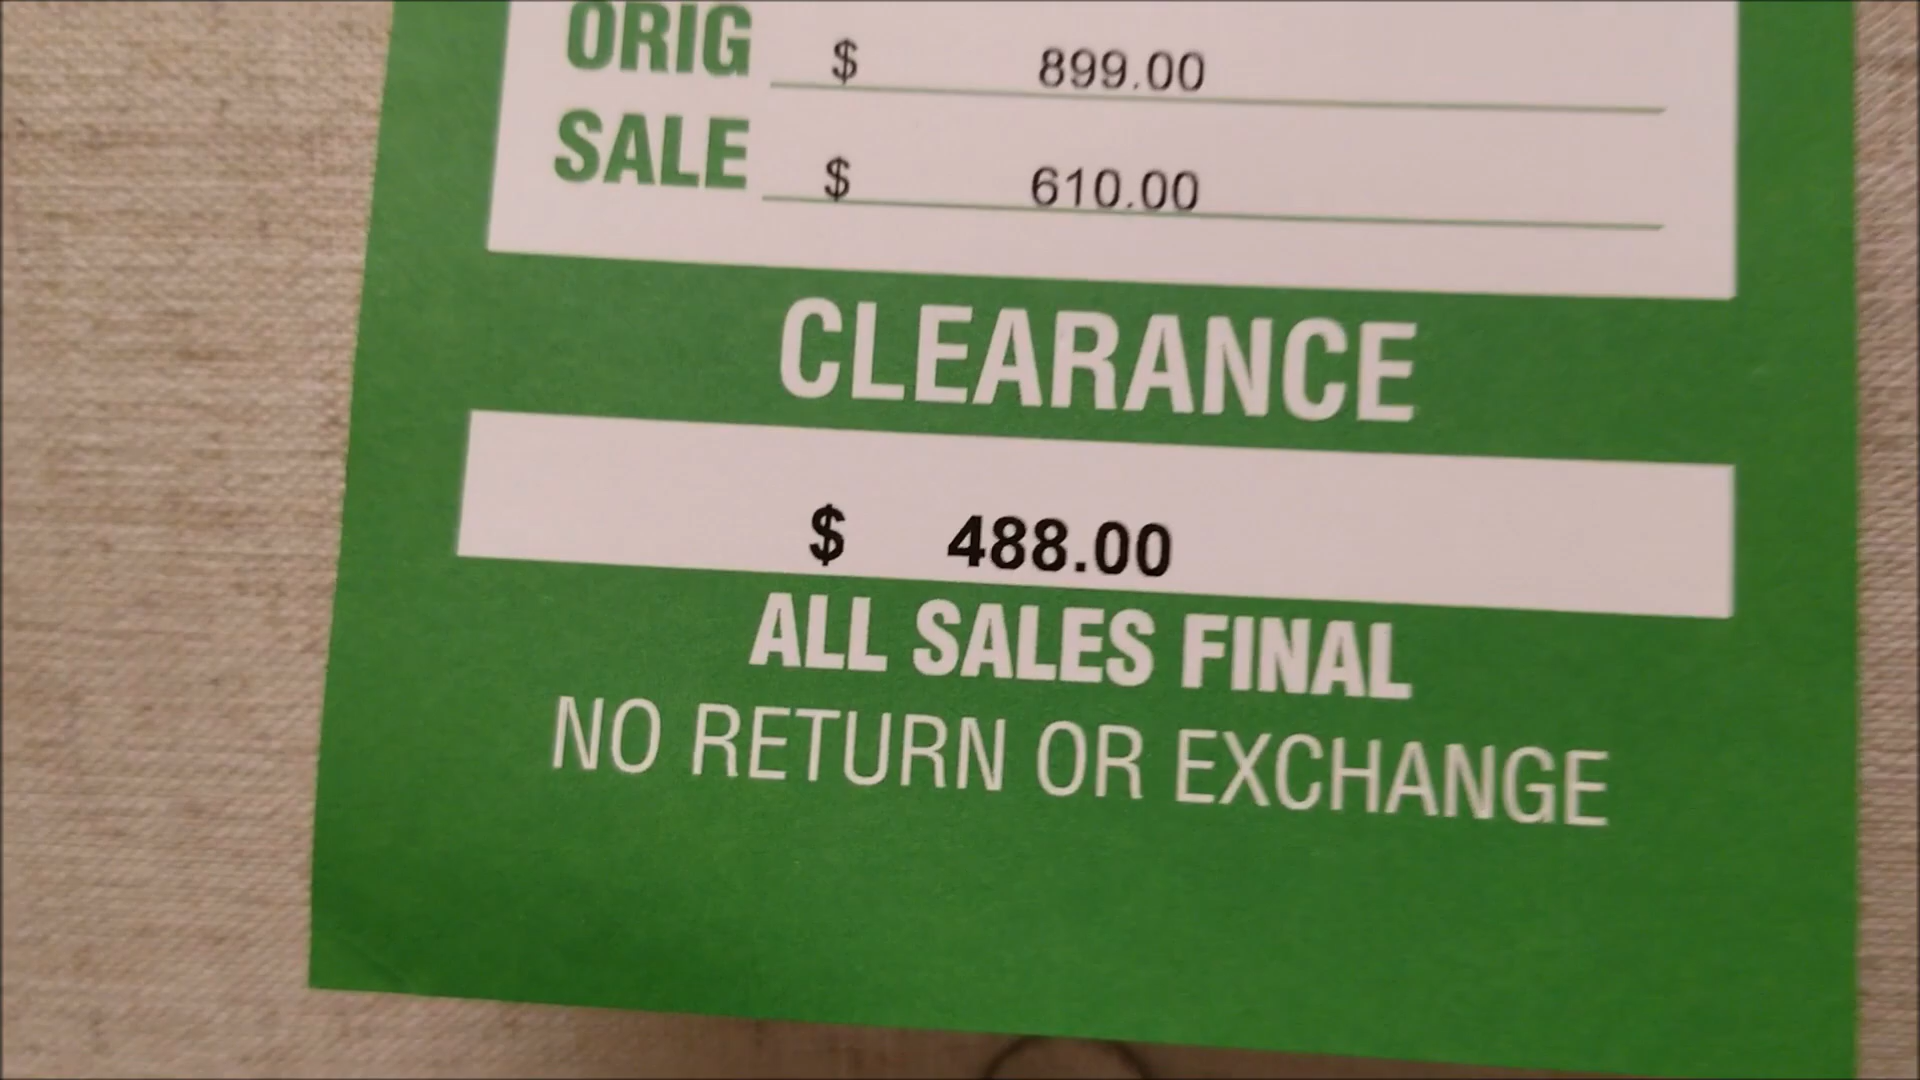 ORIG $ 899.00
SALE $ 610.00
CLEARANCE
$ 488.00
ALL SALES FINAL
NO RETURN OR EXCHANGE